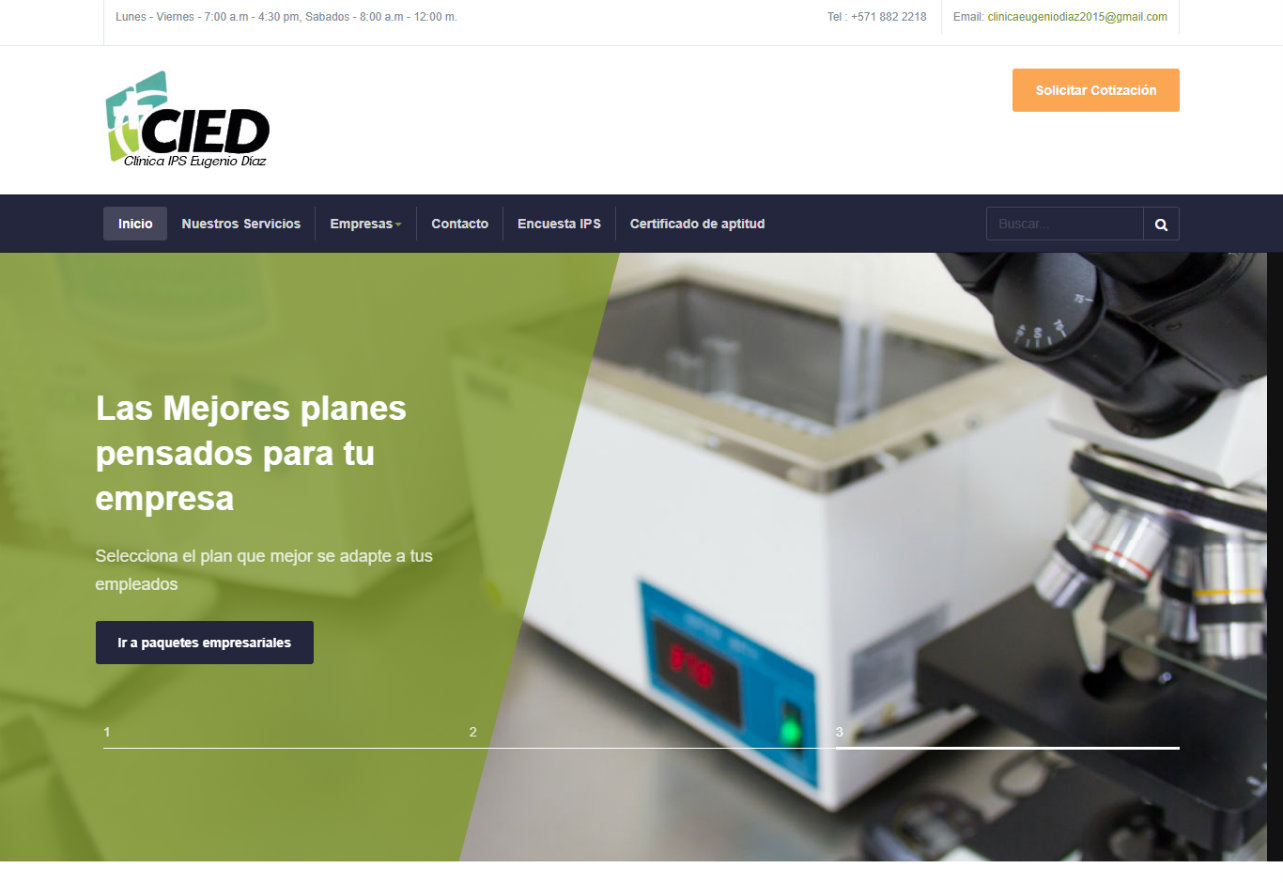 Lunes - Viernes - 7:00 a.m - 4:30 pm, Sabados - 8:00 a.m - 12:00 m.
Tel : +571 882 2218
Email: clinicaeugeniodiaz2015@gmail.com
CIED
Clínica IPS Eugenio Díaz
Solicitar Cotización
Inicio
Nuestros Servicios
Empresas
Contacto
Encuesta IPS
Certificado de aptitud
Buscar...
Las Mejores planes
pensados para tu
empresa
Selecciona el plan que mejor se adapte a tus
empleados
Ir a paquetes empresariales
1
2
3
75